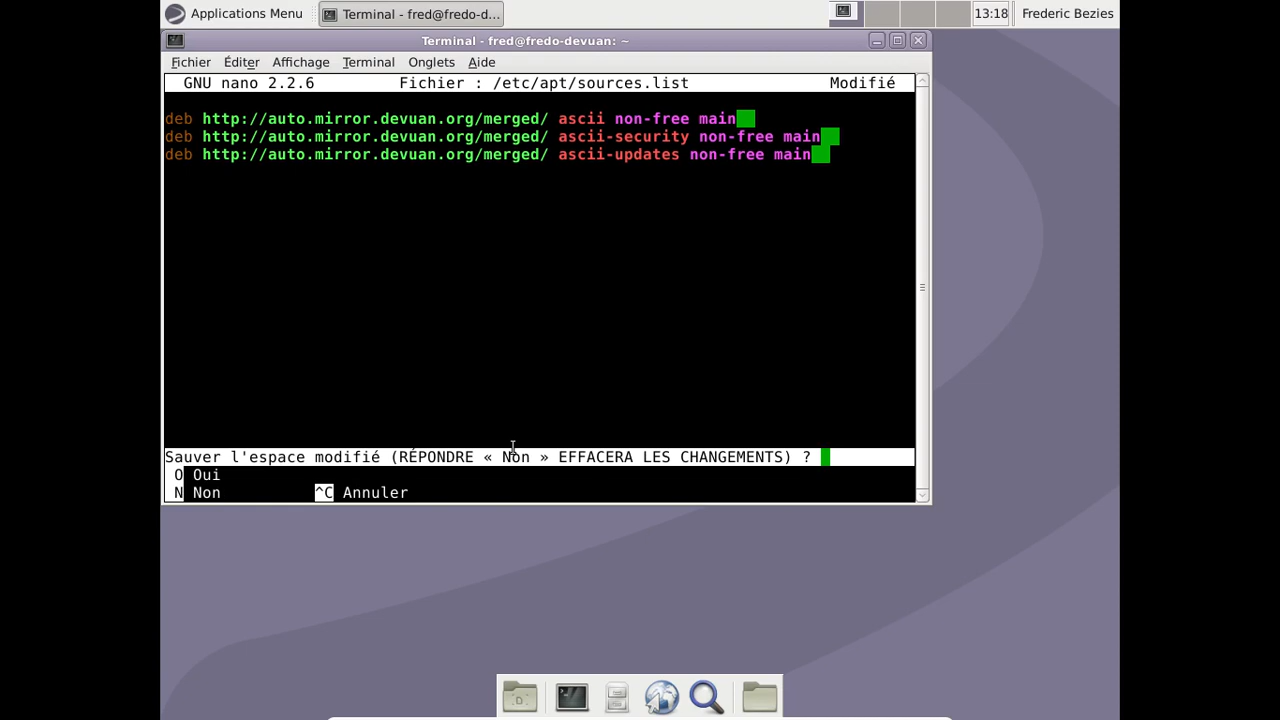 Applications Menu
Terminal - fred@fredo-d...
13:18
Frederic Bezies
Terminal - fred@fredo-devuan: ~
Fichier Éditer Affichage Terminal Onglets Aide
GNU nano 2.2.6 Fichier : /etc/apt/sources.list Modifié
deb http://auto.mirror.devuan.org/merged/ ascii non-free main
deb http://auto.mirror.devuan.org/merged/ ascii-security non-free main
deb http://auto.mirror.devuan.org/merged/ ascii-updates non-free main
Sauver l'espace modifié (RÉPONDRE « Non » EFFACERA LES CHANGEMENTS) ?
O Oui
N Non ^C Annuler